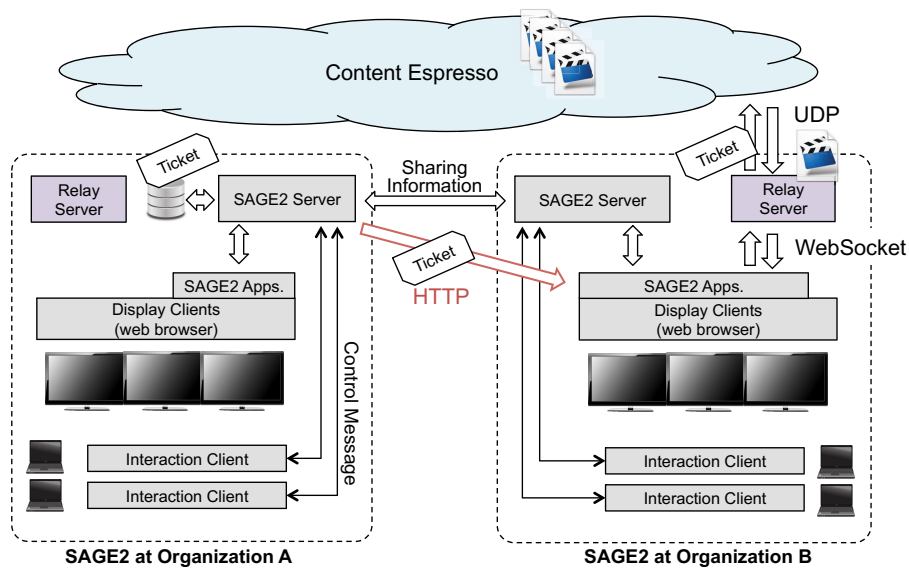 Content Espresso
UDP
Ticket
Relay
Server
WebSocket
Ticket
Relay
Server
SAGE2 Server
Sharing
Information
SAGE2 Server
Ticket
HTTP
SAGE2 Apps.
Display Clients
(web browser)
SAGE2 Apps.
Display Clients
(web browser)
Control Message
Interaction Client
Interaction Client
Interaction Client
Interaction Client
SAGE2 at Organization A
SAGE2 at Organization B